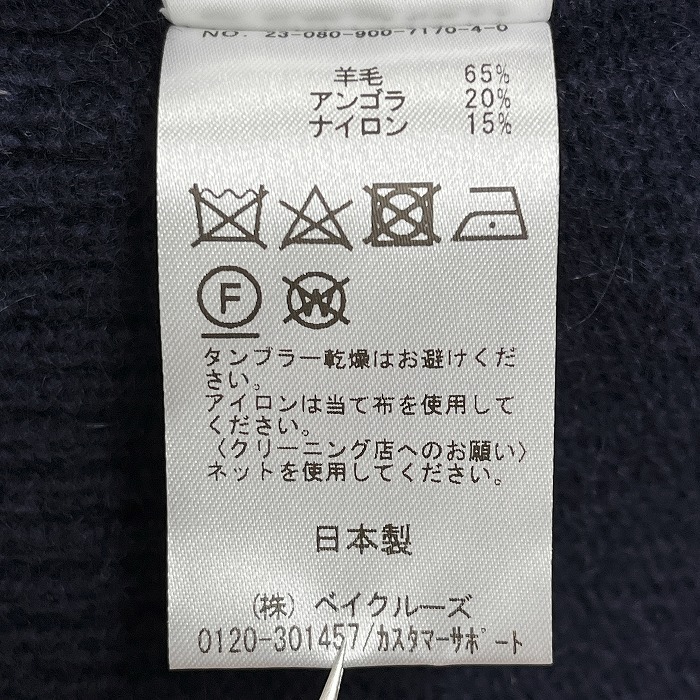 NO. 23-080-900-7170-4-0
羊毛 65%
アンゴラ 20%
ナイロン 15%
F W
タンブラー乾燥はお避けくだ
さい。
アイロンは当て布を使用して
ください。
〈クリーニング店へのお願い〉
ネットを使用してください。
日本製
(株) ベイクルーズ
0120-301457/カスタマーサポート